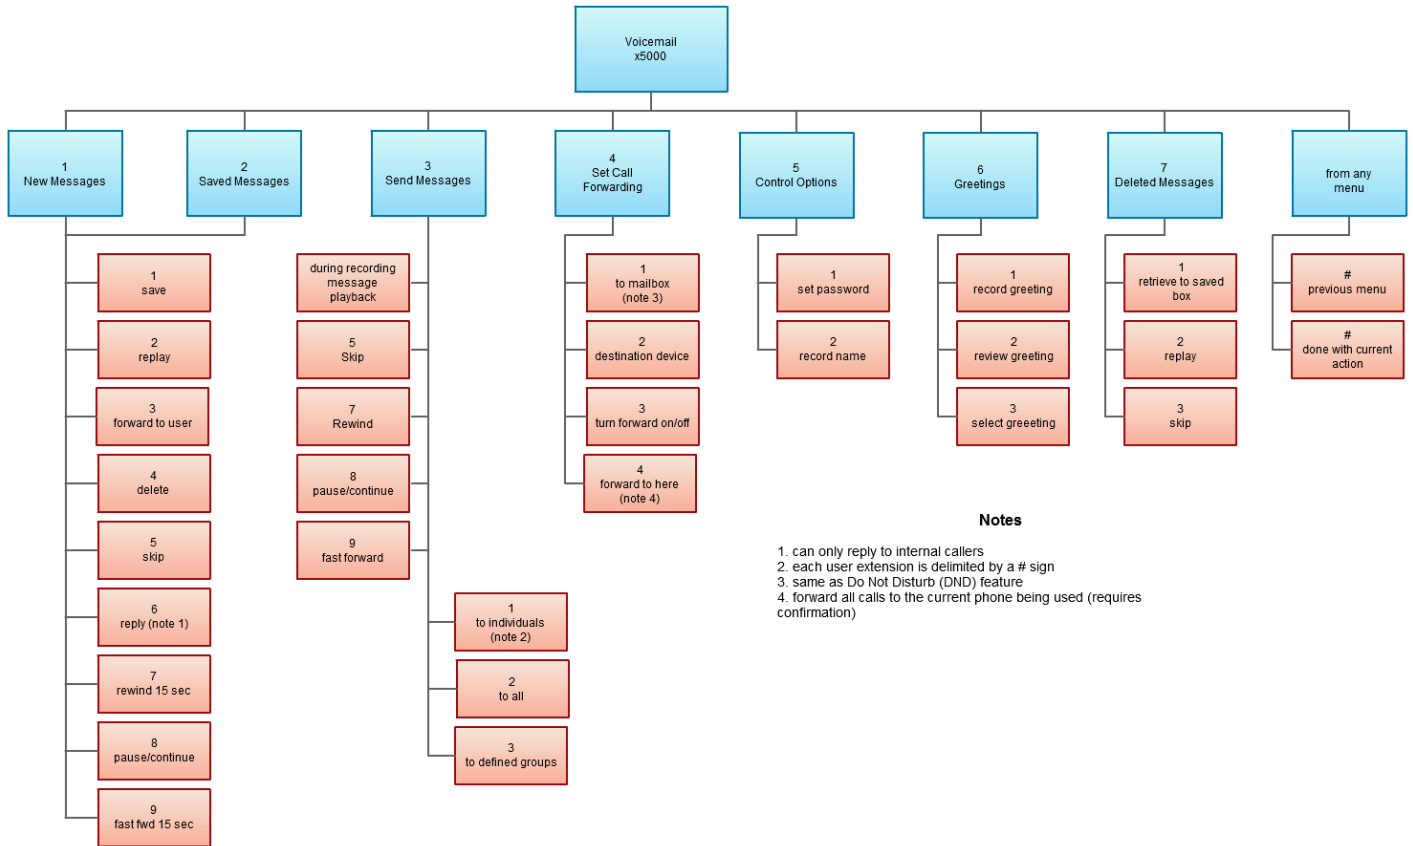 Voicemail
x5000
1
New Messages
2
Saved Messages
3
Send Messages
4
Set Call
Forwarding
5
Control Options
6
Greetings
7
Deleted Messages
from any
menu
1
save
2
replay
3
forward to user
4
delete
5
skip
6
reply (note 1)
7
rewind 15 sec
8
pause/continue
9
fast fwd 15 sec
during recording
message
playback
5
Skip
7
Rewind
8
pause/continue
9
fast forward
1
to individuals
(note 2)
2
to all
3
to defined groups
1
to mailbox
(note 3)
2
destination device
3
turn forward on/off
4
forward to here
(note 4)
1
set password
2
record name
1
record greeting
2
review greeting
3
select greeeting
1
retrieve to saved
box
2
replay
3
skip
#
previous menu
#
done with current
action
Notes
1. can only reply to internal callers
2. each user extension is delimited by a # sign
3. same as Do Not Disturb (DND) feature
4. forward all calls to the current phone being used (requires
confirmation)